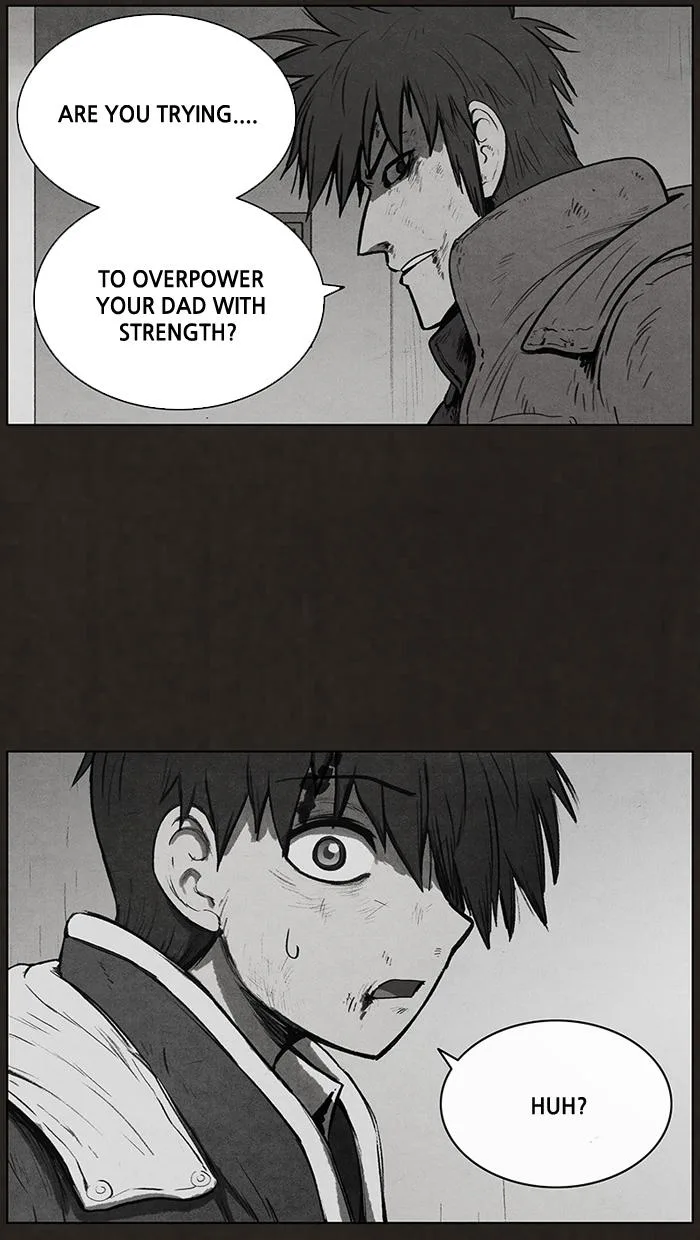 ARE YOU TRYING....
TO OVERPOWER
YOUR DAD WITH
STRENGTH?
HUH?